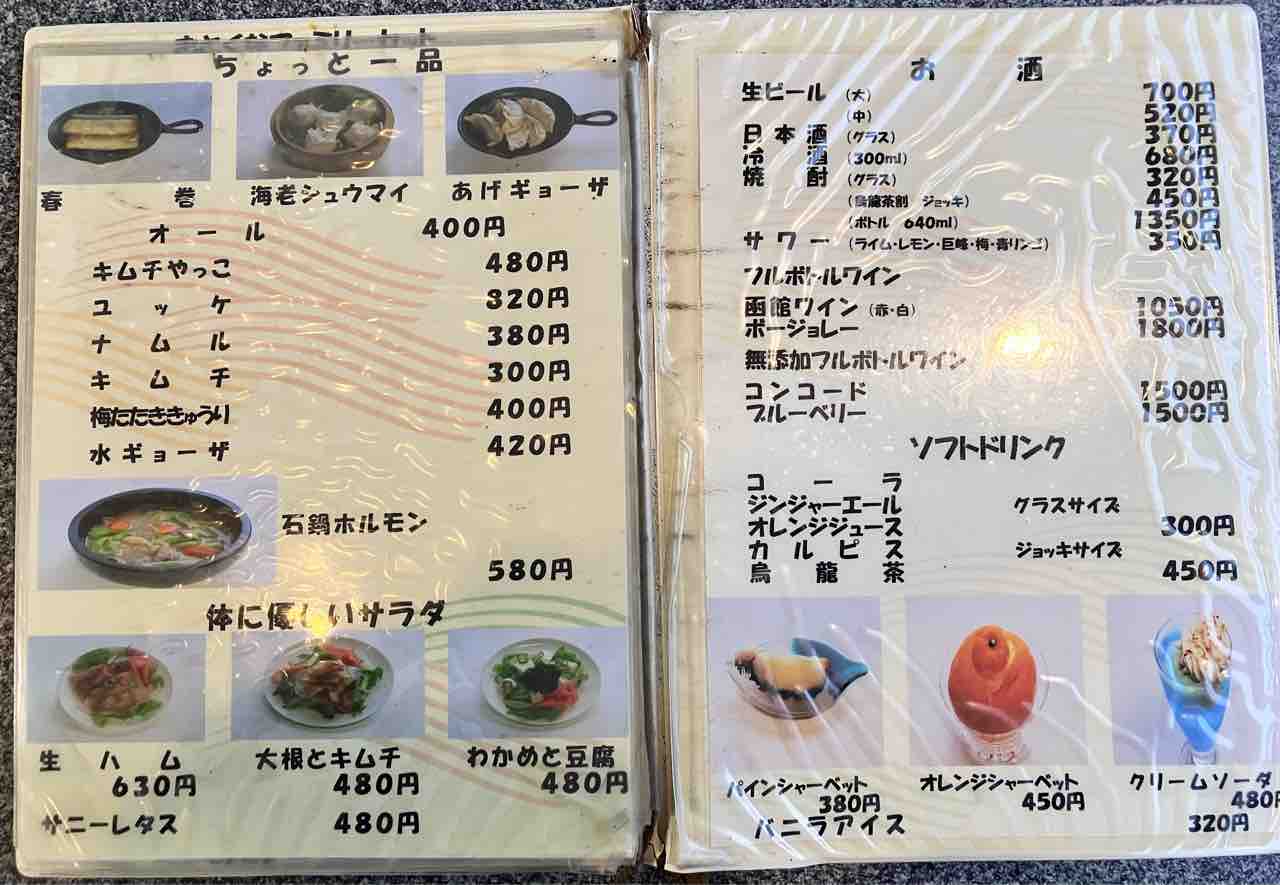 ちょっと一品
春巻 海老シュウマイ あげギョーザ
オール 400円
キムチやっこ 480円
ユッケ 320円
ナムル 380円
キムチ 300円
梅たたききゅうり 400円
水ギョーザ 420円
石鍋ホルモン
580円
体に優しいサラダ
生ハム 大根とキムチ わかめと豆腐
630円 480円 480円
サニーレタス 480円
お酒
生ビール (大) 700円
(中) 520円
日本酒 (グラス) 370円
冷酒 (300ml) 680円
焼酎 (グラス) 320円
(烏龍茶割 ジョッキ) 450円
(ボトル 640ml) 1350円
サワー (ライム・レモン・巨峰・梅・青リンゴ) 350円
フルボトルワイン
函館ワイン (赤・白) 1050円
ボージョレー 1800円
無添加フルボトルワイン
コンコード 1500円
ブルーベリー 1500円
ソフトドリンク
コーラ
ジンジャーエール グラスサイズ
オレンジジュース 300円
カルピス ジョッキサイズ
烏龍茶 450円
パインシャーベット オレンジシャーベット クリームソーダ
380円 450円 480円
バニラアイス 320円